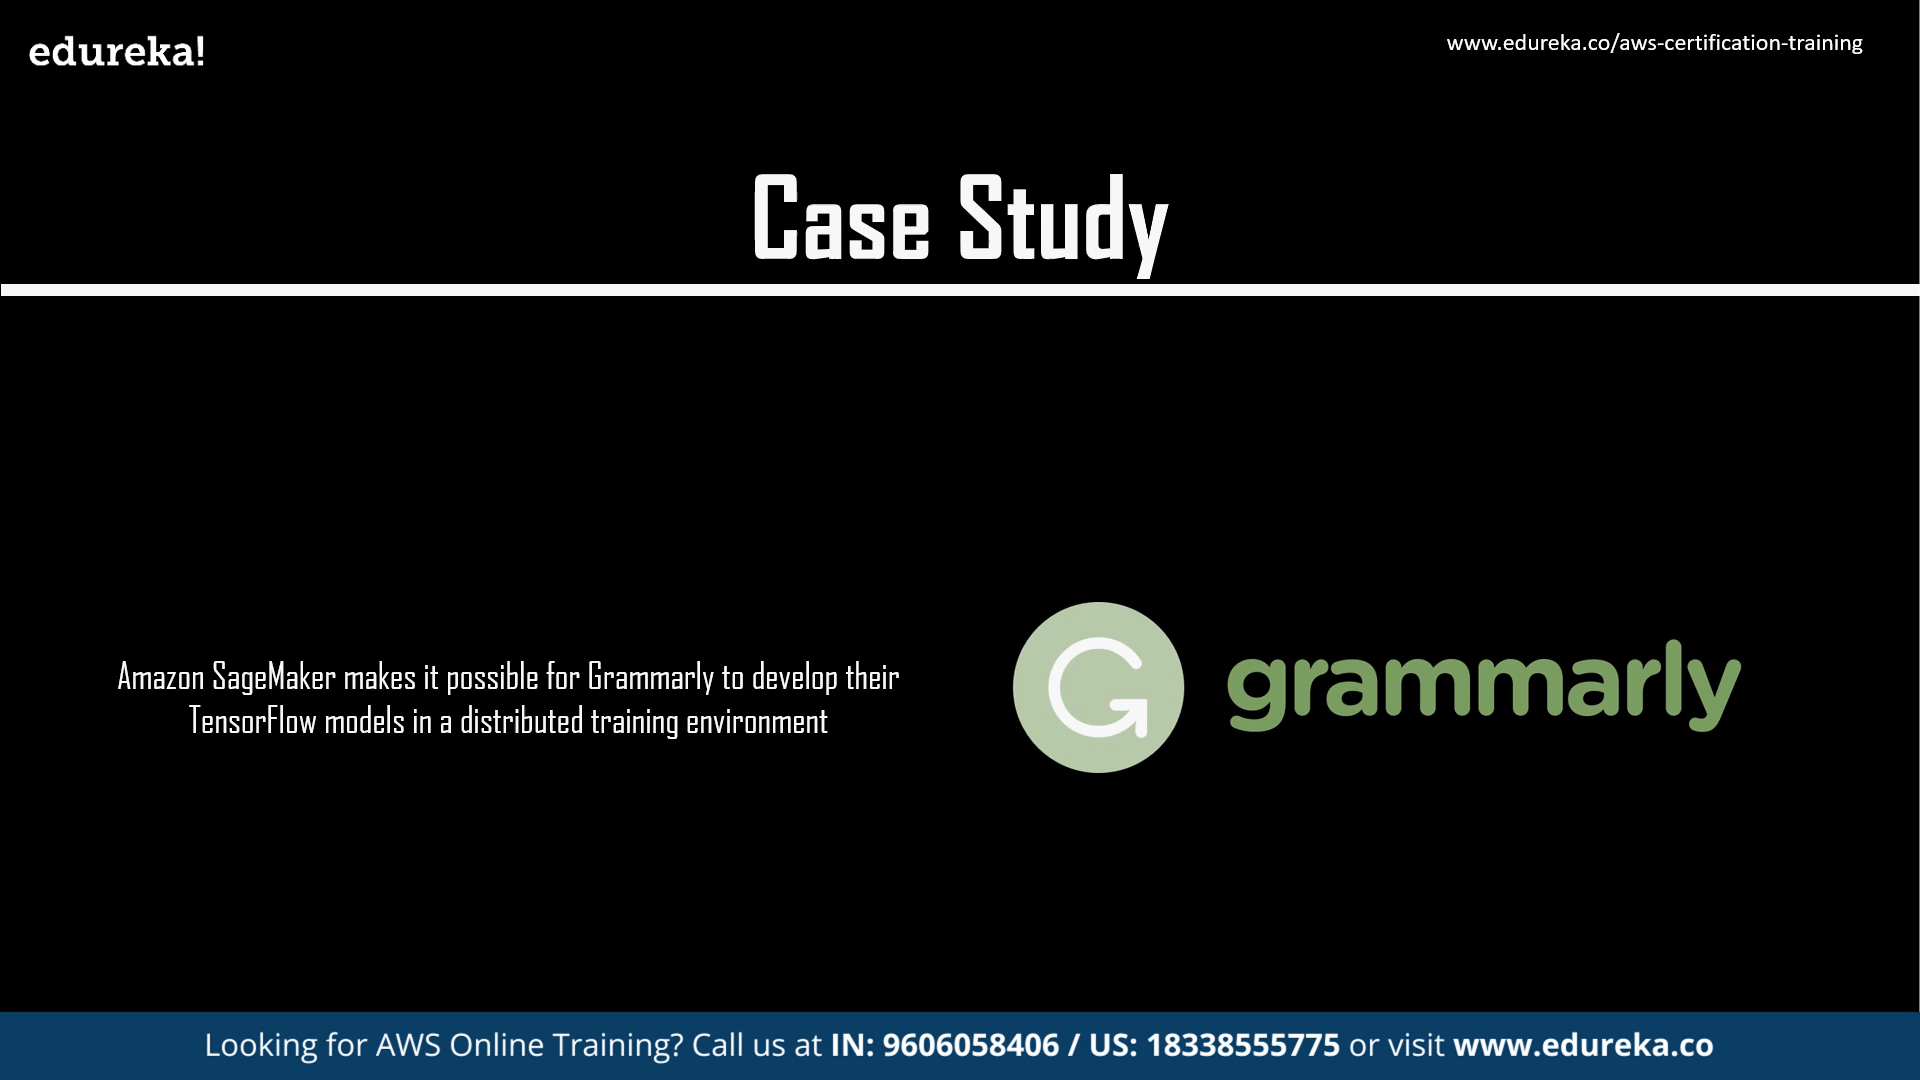 edureka!
www.edureka.co/aws-certification-training
Case Study
Amazon SageMaker makes it possible for Grammarly to develop their
TensorFlow models in a distributed training environment
grammarly
Looking for AWS Online Training? Call us at IN: 9606058406 / US: 18338555775 or visit www.edureka.co